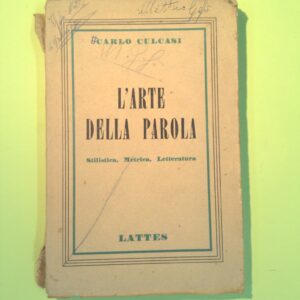 CARLO CULCASI
L'ARTE
DELLA PAROLA
Stilistica, Metrica, Letteratura
LATTES